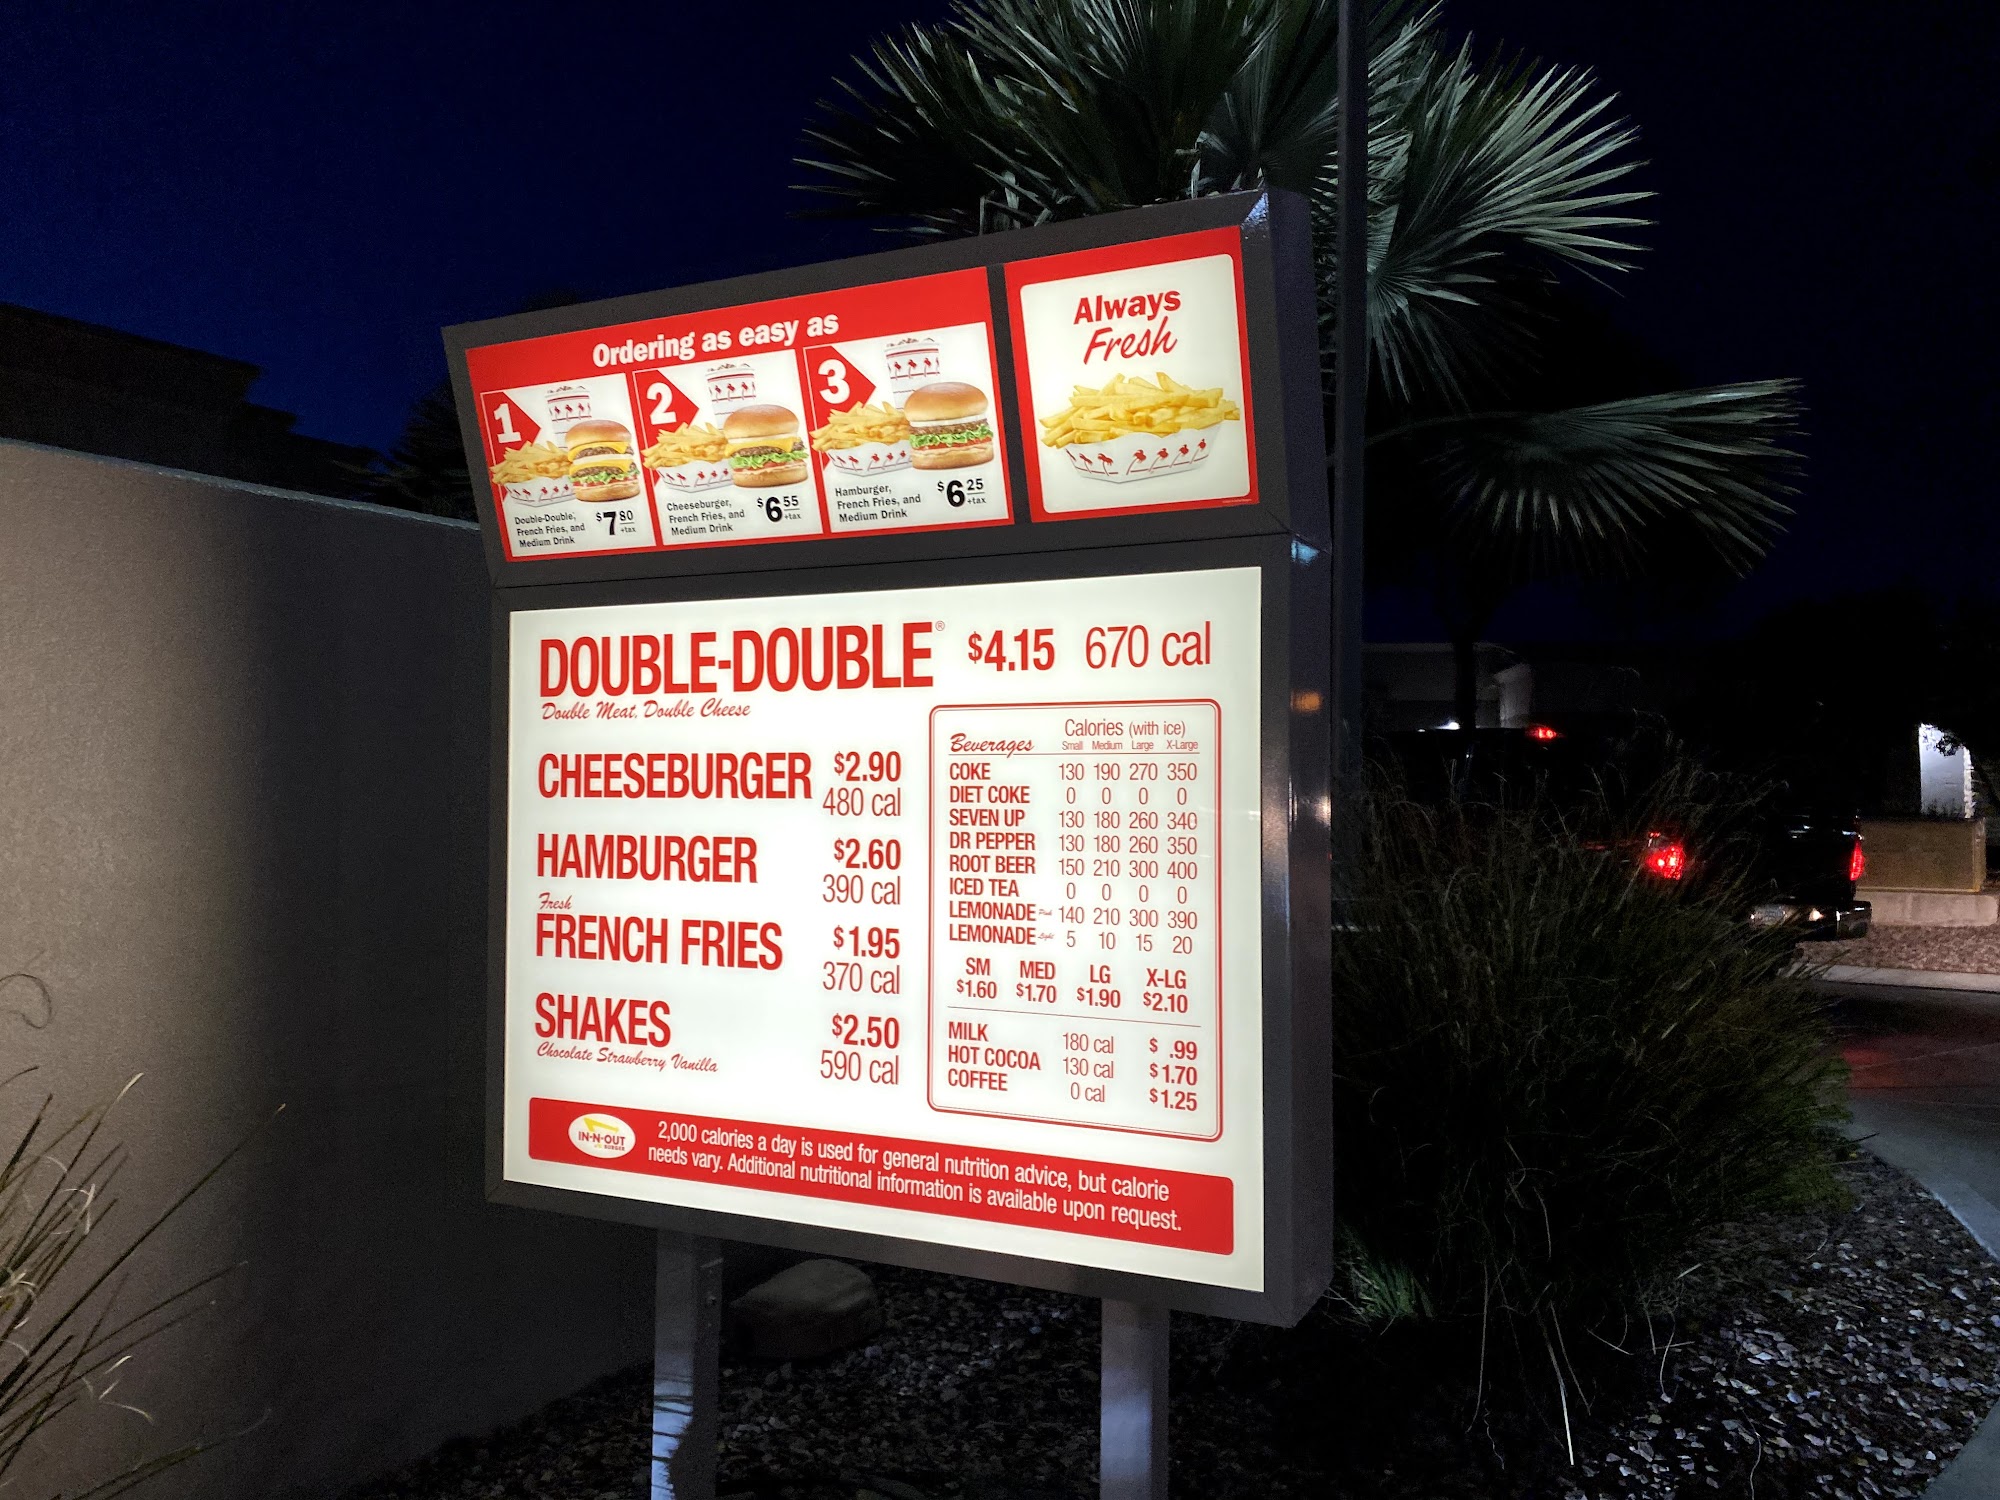 Ordering as easy as
1
Double-Double,
French Fries, and
Medium Drink
$7 80
+tax
2
Cheeseburger,
French Fries, and
Medium Drink
$6 55
+tax
3
Hamburger,
French Fries, and
Medium Drink
$6 25
+tax
Always
Fresh
DOUBLE-DOUBLE® $4.15 670 cal
Double Meat, Double Cheese
CHEESEBURGER $2.90
480 cal
HAMBURGER $2.60
390 cal
Fresh
FRENCH FRIES $1.95
370 cal
SHAKES $2.50
Chocolate Strawberry Vanilla 590 cal
Calories (with ice)
Beverages Small Medium Large X-Large
COKE 130 190 270 350
DIET COKE 0 0 0 0
SEVEN UP 130 180 260 340
DR PEPPER 130 180 260 350
ROOT BEER 150 210 300 400
ICED TEA 0 0 0 0
LEMONADE Pink 140 210 300 390
LEMONADE Light 5 10 15 20
SM MED LG X-LG
$1.60 $1.70 $1.90 $2.10
MILK 180 cal $ .99
HOT COCOA 130 cal $1.70
COFFEE 0 cal $1.25
IN-N-OUT
BURGER
2,000 calories a day is used for general nutrition advice, but calorie
needs vary. Additional nutritional information is available upon request.